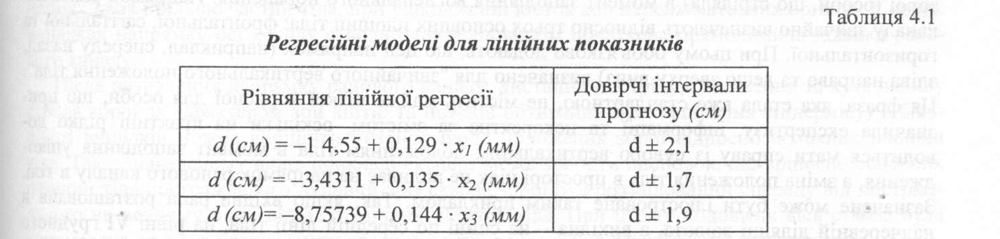 Таблиця 4.1
Регресійні моделі для лінійних показників
Рівняння лінійної регресії
Довірчі інтервали
прогнозу (см)
d (см) = –1 4,55 + 0,129 · x₁ (мм)
d ± 2,1
d (см) = –3,4311 + 0,135 · x₂ (мм)
d ± 1,7
d (см)= –8,75739 + 0,144 · x₃ (мм)
d ± 1,9